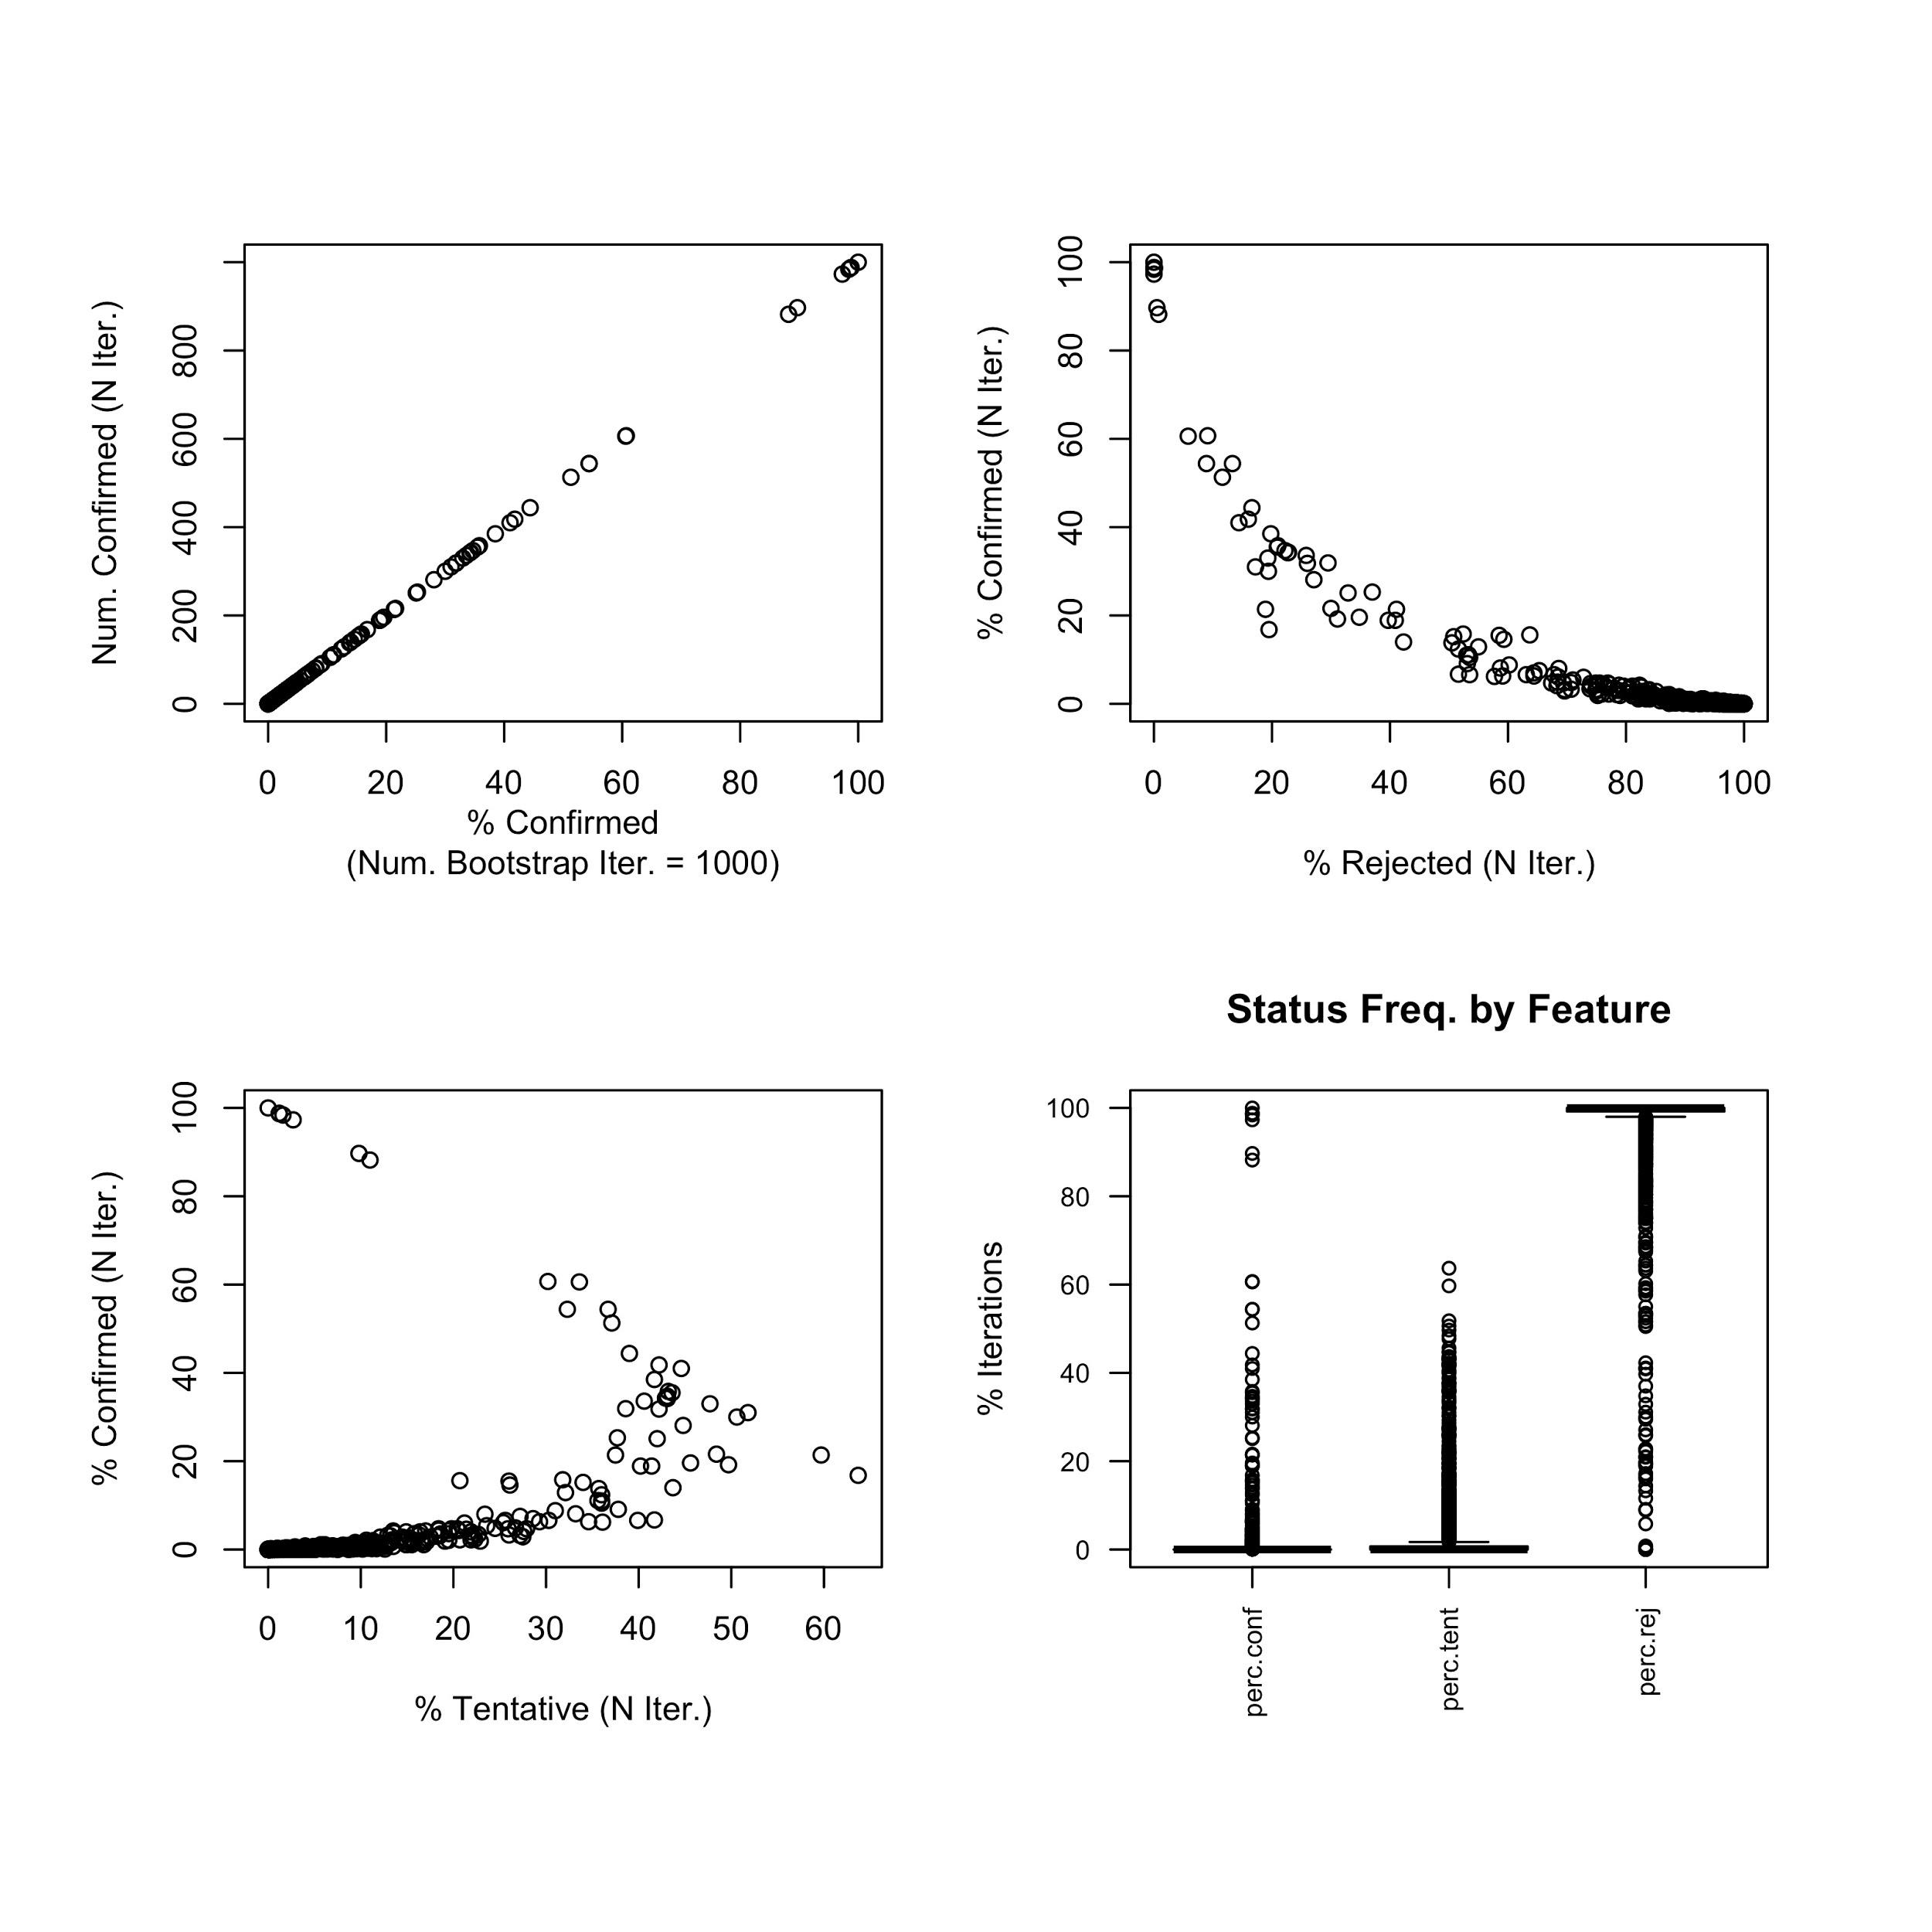 Num. Confirmed (N Iter.)
0 200 400 600 800
0 20 40 60 80 100
% Confirmed
(Num. Bootstrap Iter. = 1000)
% Confirmed (N Iter.)
0 20 40 60 80 100
0 20 40 60 80 100
% Rejected (N Iter.)
% Confirmed (N Iter.)
0 20 40 60 80 100
0 10 20 30 40 50 60
% Tentative (N Iter.)
Status Freq. by Feature
% Iterations
100
80
60
40
20
0
perc.conf
perc.tent
perc.rej